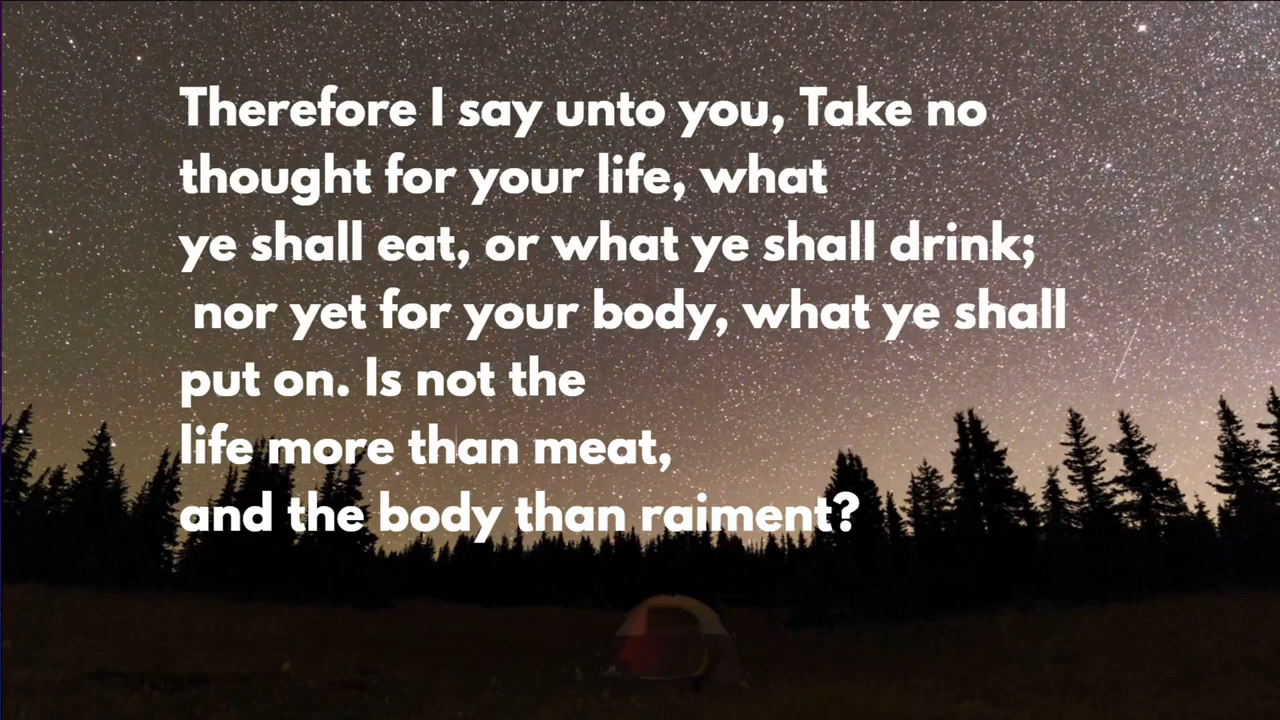 Therefore I say unto you, Take no
thought for your life, what
ye shall eat, or what ye shall drink;
nor yet for your body, what ye shall
put on. Is not the
life more than meat,
and the body than raiment?